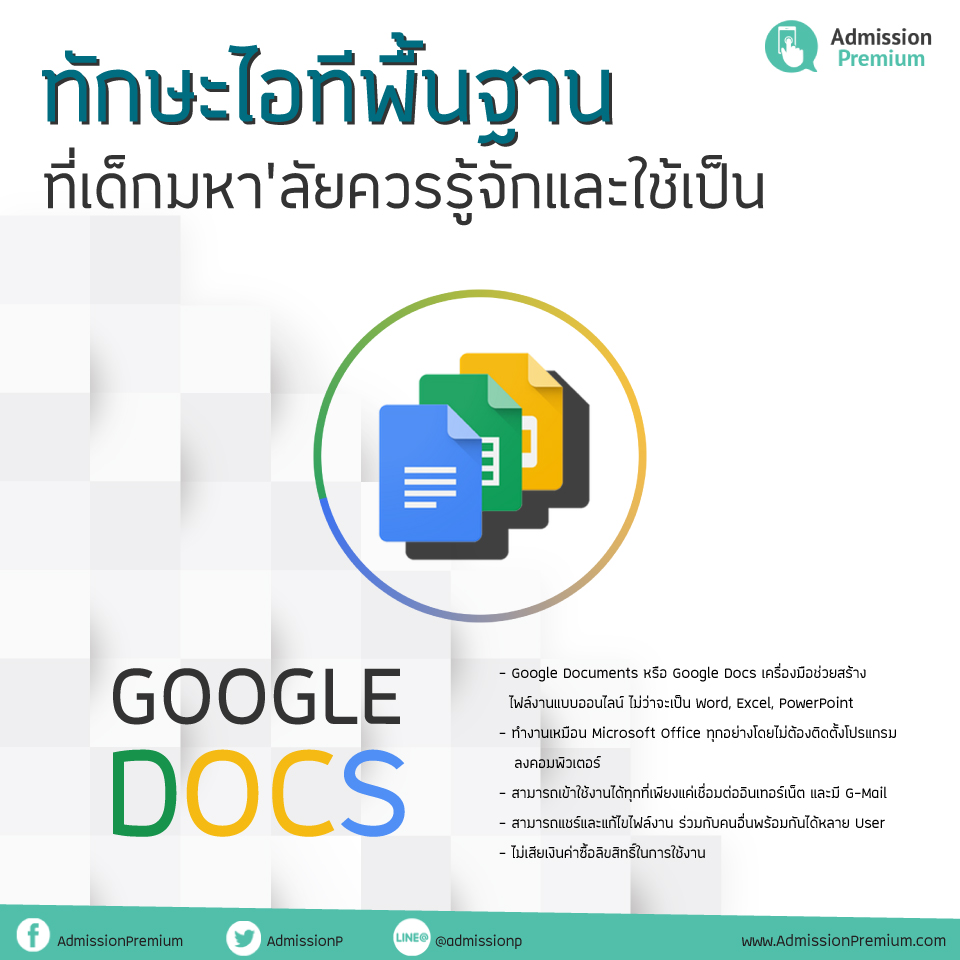 Admission
Premium
ทักษะไอทีพื้นฐาน
ที่เด็กมหา'ลัยควรรู้จักและใช้เป็น
GOOGLE
DOCS
- Google Documents หรือ Google Docs เครื่องมือช่วยสร้าง
ไฟล์งานแบบออนไลน์ ไม่ว่าจะเป็น Word, Excel, PowerPoint
- ทำงานเหมือน Microsoft Office ทุกอย่างโดยไม่ต้องติดตั้งโปรแกรม
ลงคอมพิวเตอร์
- สามารถเข้าใช้งานได้ทุกที่เพียงแค่เชื่อมต่ออินเทอร์เน็ต และมี G-Mail
- สามารถแชร์และแก้ไขไฟล์งาน ร่วมกับคนอื่นพร้อมกันได้หลาย User
- ไม่เสียเงินค่าซื้อลิขสิทธิ์ในการใช้งาน
AdmissionPremium
AdmissionP
LINE@
@admissionp
www.AdmissionPremium.com